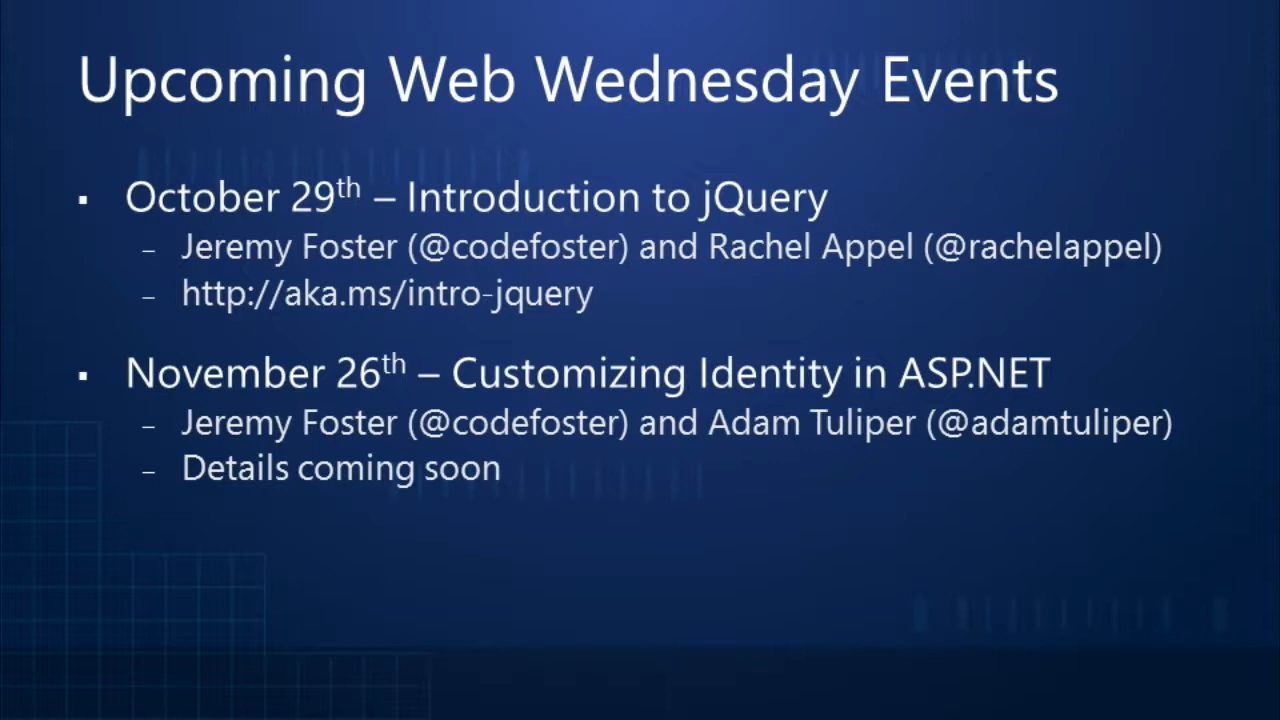 Upcoming Web Wednesday Events
▪ October 29th – Introduction to jQuery
– Jeremy Foster (@codefoster) and Rachel Appel (@rachelappel)
– http://aka.ms/intro-jquery
▪ November 26th – Customizing Identity in ASP.NET
– Jeremy Foster (@codefoster) and Adam Tuliper (@adamtuliper)
– Details coming soon